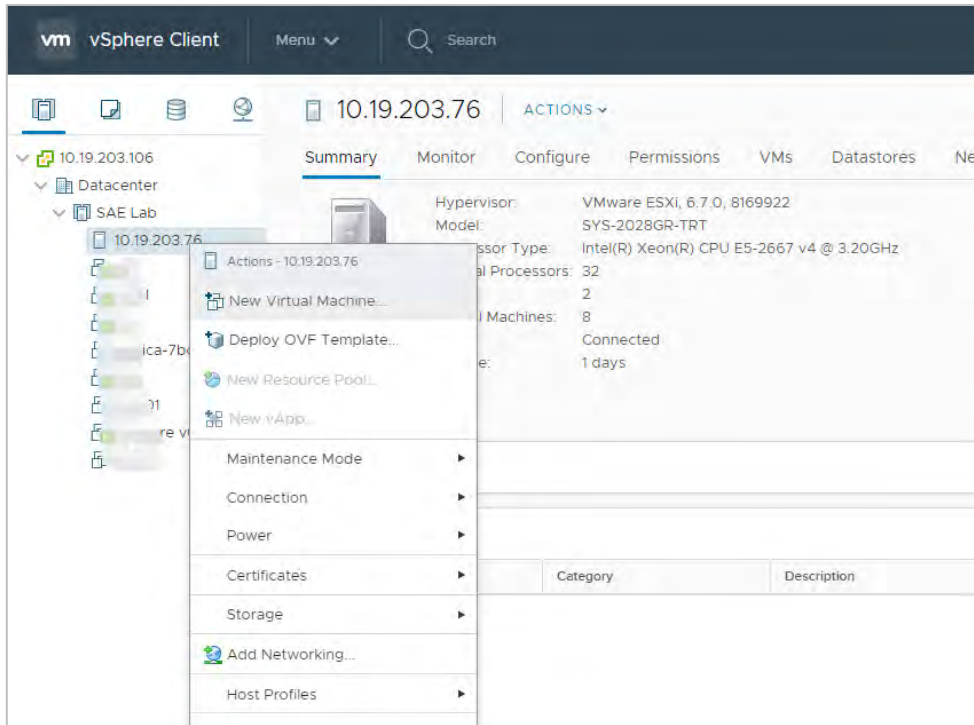 vm vSphere Client Menu Search
10.19.203.76 ACTIONS
10.19.203.106
Datacenter
SAE Lab
10.19.203.76
ica-7b
01
re v
Summary Monitor Configure Permissions VMs Datastores Ne
Hypervisor: VMware ESXi, 6.7.0, 8169922
Model: SYS-2028GR-TRT
ssor Type: Intel(R) Xeon(R) CPU E5-2667 v4 @ 3.20GHz
al Processors: 32
2
l Machines: 8
Connected
e: 1 days
Actions - 10.19.203.76
New Virtual Machine...
Deploy OVF Template...
New Resource Pool...
New vApp...
Maintenance Mode
Connection
Power
Certificates
Storage
Add Networking...
Host Profiles
Category Description